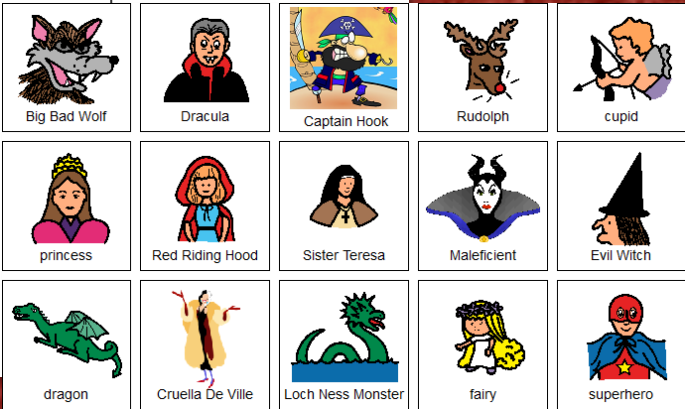 Big Bad Wolf
Dracula
Captain Hook
Rudolph
cupid
princess
Red Riding Hood
Sister Teresa
Maleficient
Evil Witch
dragon
Cruella De Ville
Loch Ness Monster
fairy
superhero